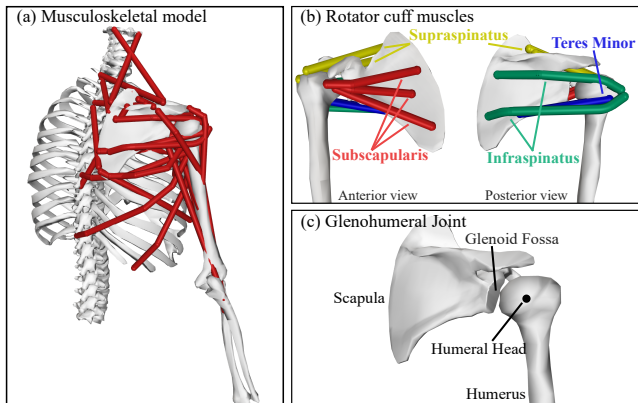 (a) Musculoskeletal model
(b) Rotator cuff muscles
Supraspinatus
Teres Minor
Subscapularis
Infraspinatus
Anterior view
Posterior view
(c) Glenohumeral Joint
Glenoid Fossa
Scapula
Humeral Head
Humerus